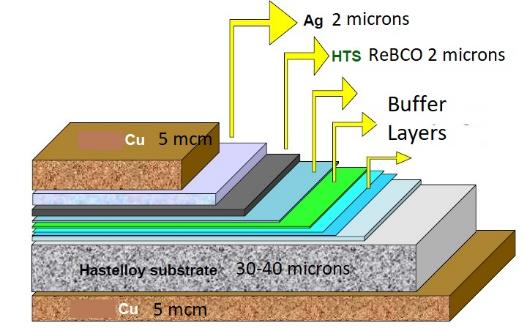 Ag 2 microns
HTS ReBCO 2 microns
Buffer
Layers
Cu 5 mcm
Hastelloy substrate 30-40 microns
Cu 5 mcm